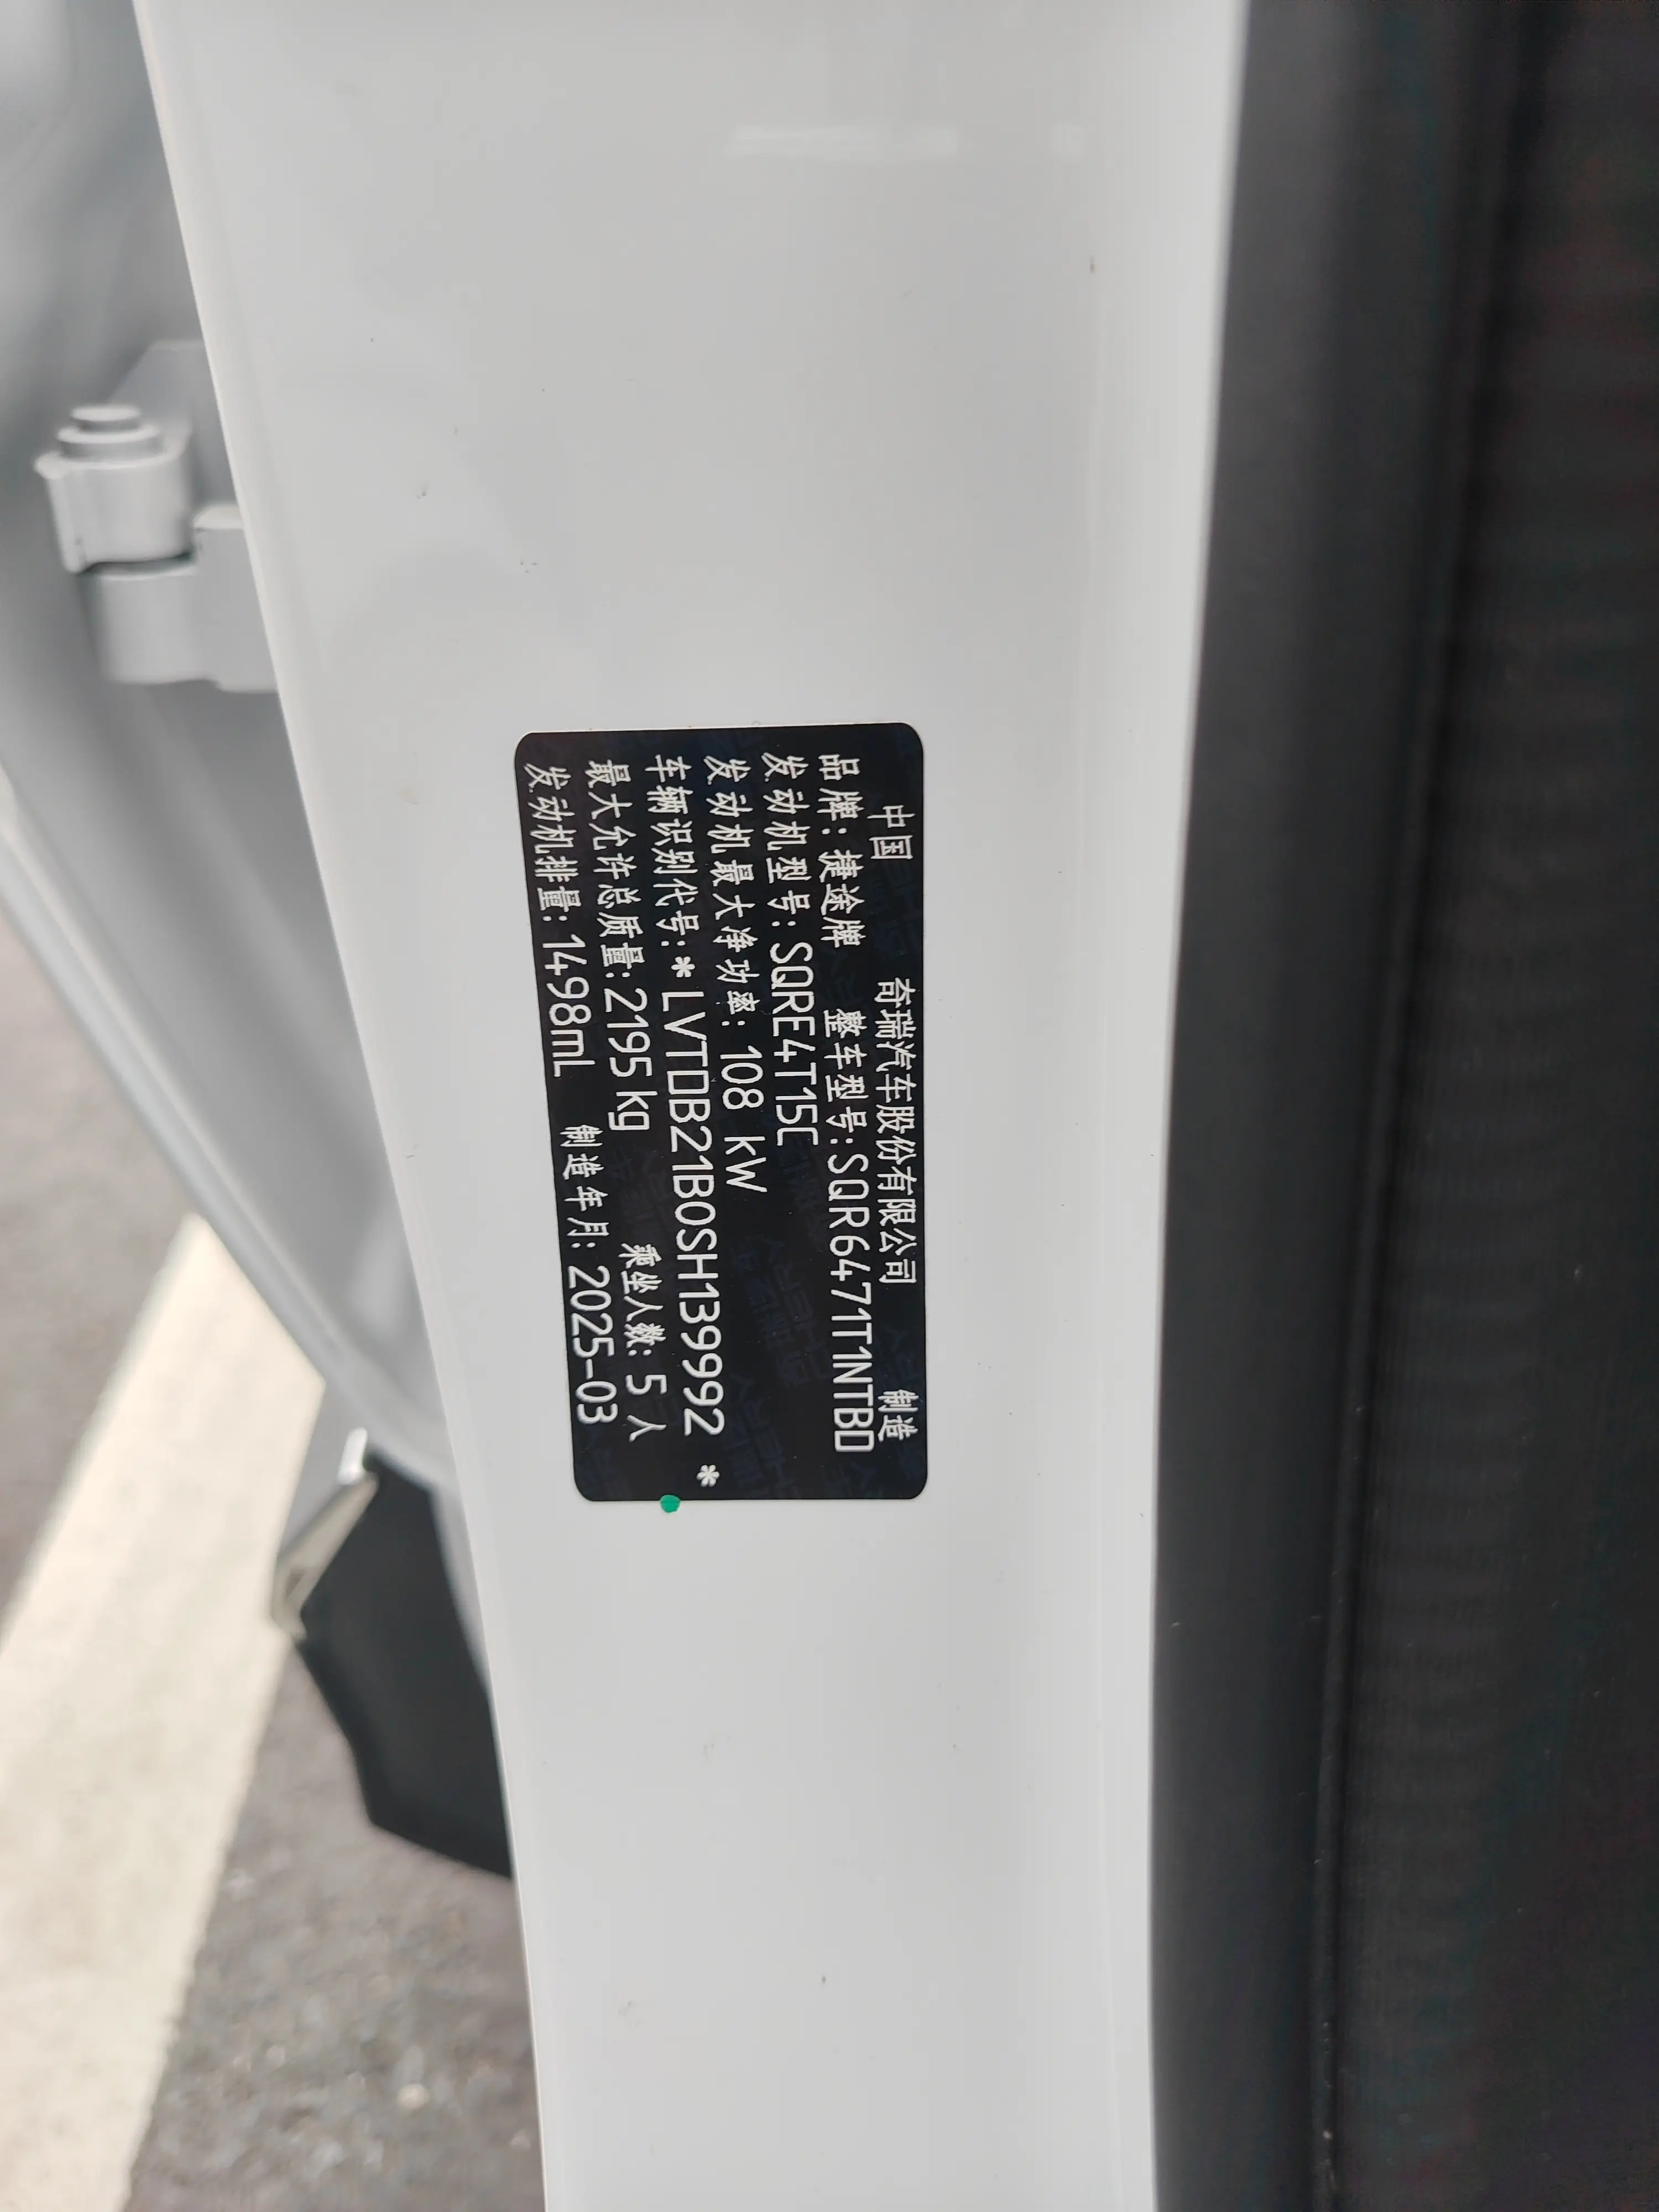 中国 奇瑞汽车股份有限公司 制造
品牌: 捷途牌 整车型号: SQR6471T1NTBD
发动机型号: SQRE4T15C
发动机最大净功率: 108 kW
车辆识别代号: *LVTDB21B0SH139992*
最大允许总质量: 2195kg 乘坐人数: 5 人
发动机排量: 1498mL 制造年月: 2025-03